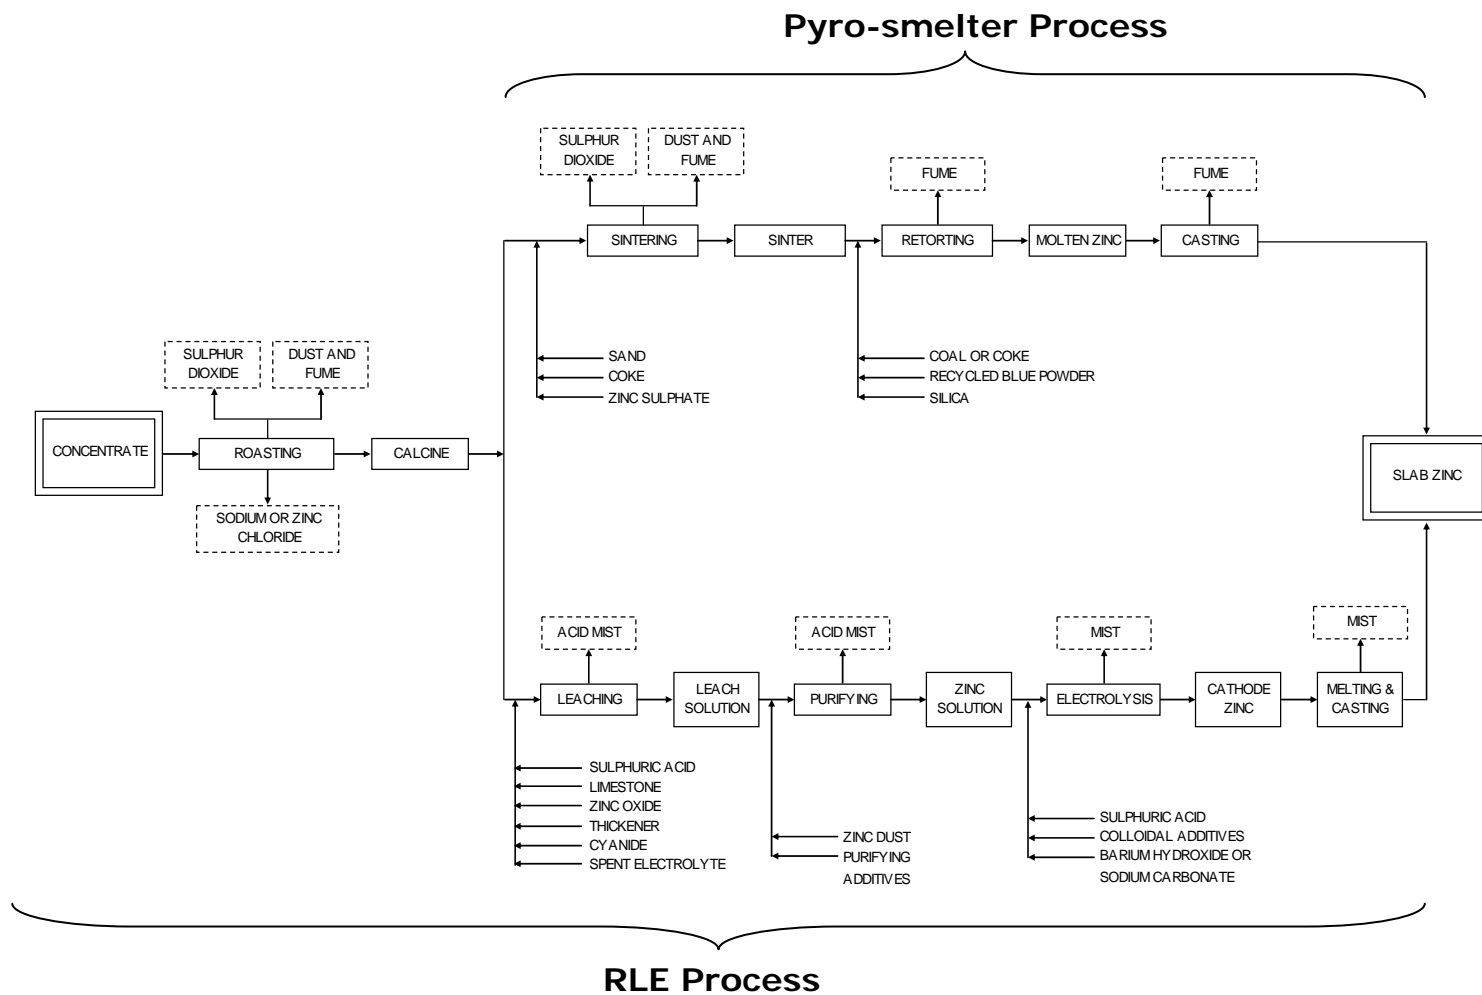 Pyro-smelter Process
SULPHUR
DIOXIDE
DUST AND
FUME
FUME
FUME
SINTERING
SINTER
RETORTING
MOLTEN ZINC
CASTING
SAND
COKE
ZINC SULPHATE
COAL OR COKE
RECYCLED BLUE POWDER
SILICA
SULPHUR
DIOXIDE
DUST AND
FUME
CONCENTRATE
ROASTING
CALCINE
SODIUM OR ZINC
CHLORIDE
SLAB ZINC
ACID MIST
ACID MIST
MIST
MIST
LEACHING
LEACH
SOLUTION
PURIFYING
ZINC
SOLUTION
ELECTROLYSIS
CATHODE
ZINC
MELTING &
CASTING
SULPHURIC ACID
LIMESTONE
ZINC OXIDE
THICKENER
CYANIDE
SPENT ELECTROLYTE
ZINC DUST
PURIFYING
ADDITIVES
SULPHURIC ACID
COLLOIDAL ADDITIVES
BARIUM HYDROXIDE OR
SODIUM CARBONATE
RLE Process